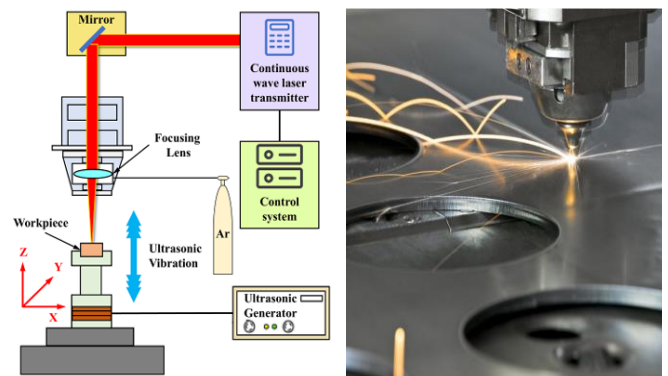 Mirror
Continuous
wave laser
transmitter
Focusing
Lens
Control
system
Ar
Workpiece
Ultrasonic
Vibration
Z
Y
X
Ultrasonic
Generator